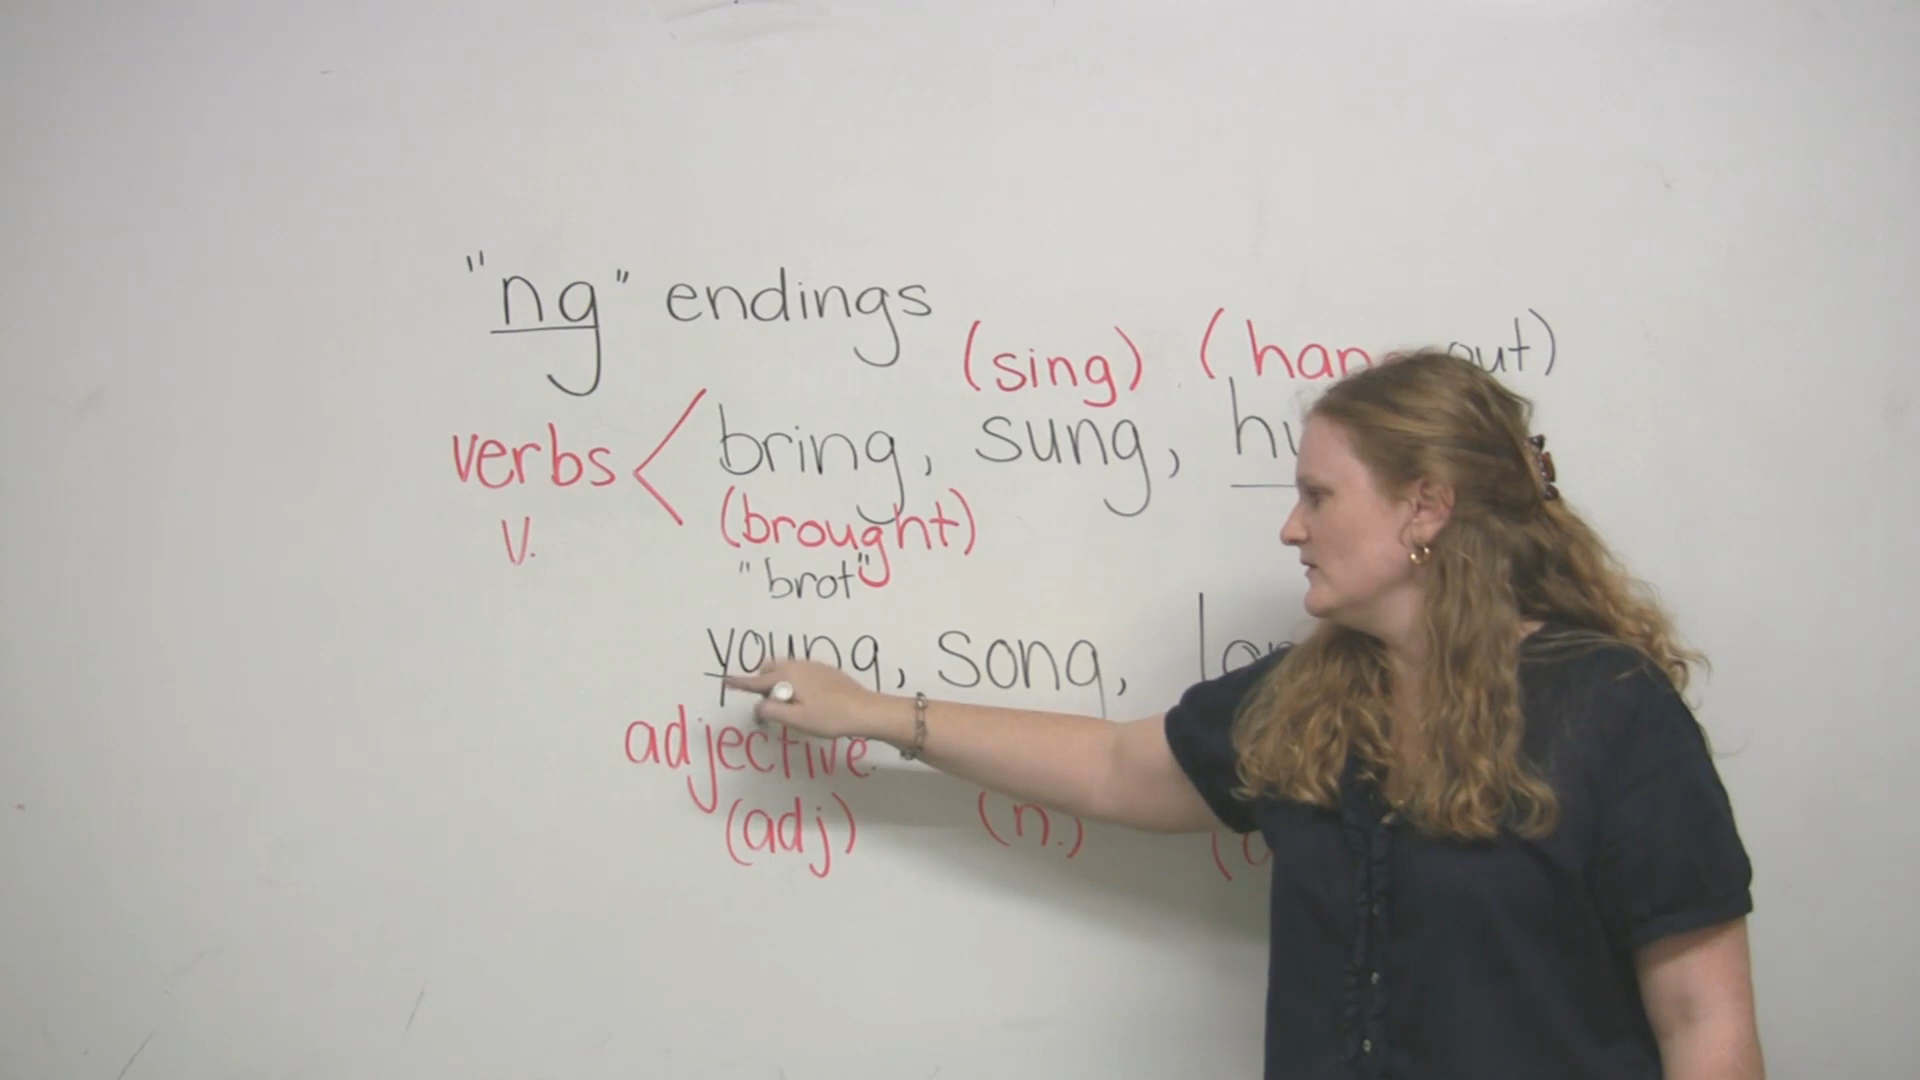 "ng" endings
(sing) (hang out)
verbs < bring, sung,
v. (brought)
"brot"
young, song,
adjective
(adj) (n.)